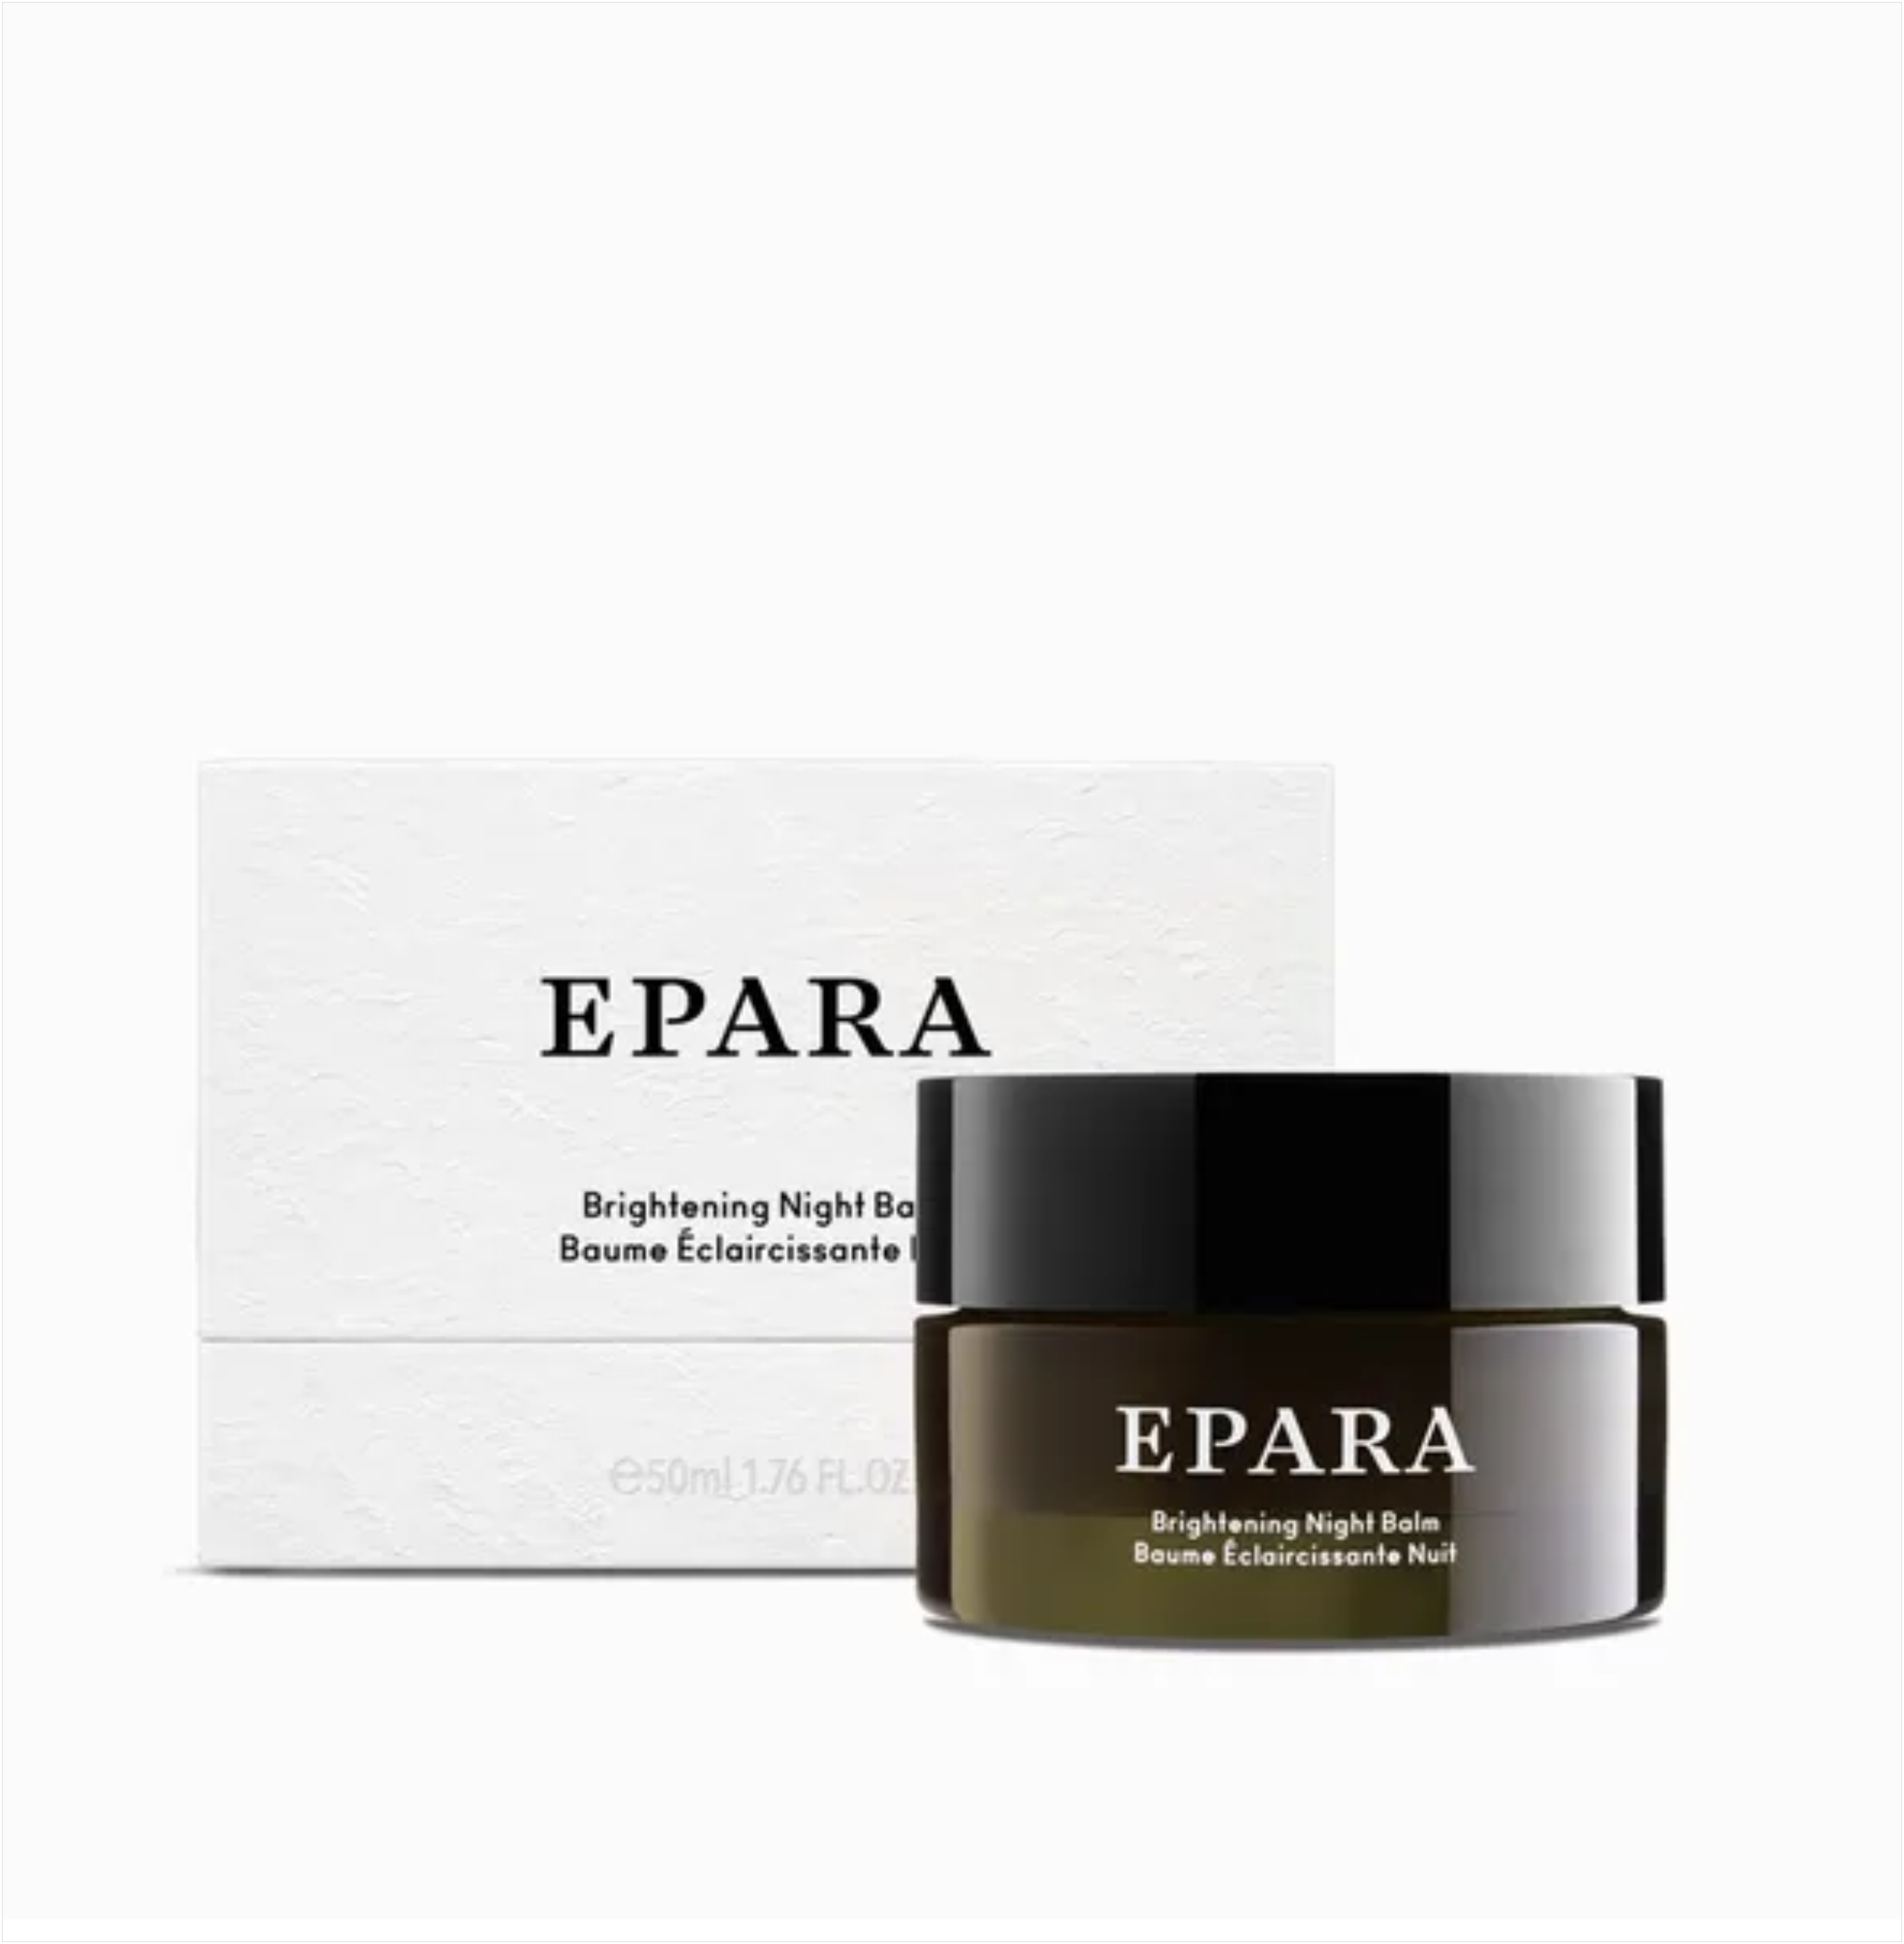 EPARA
Brightening Night Ba
Baume Éclaircissante
℮50ml 1.76 FL.OZ
EPARA
Brightening Night Balm
Baume Éclaircissante Nuit